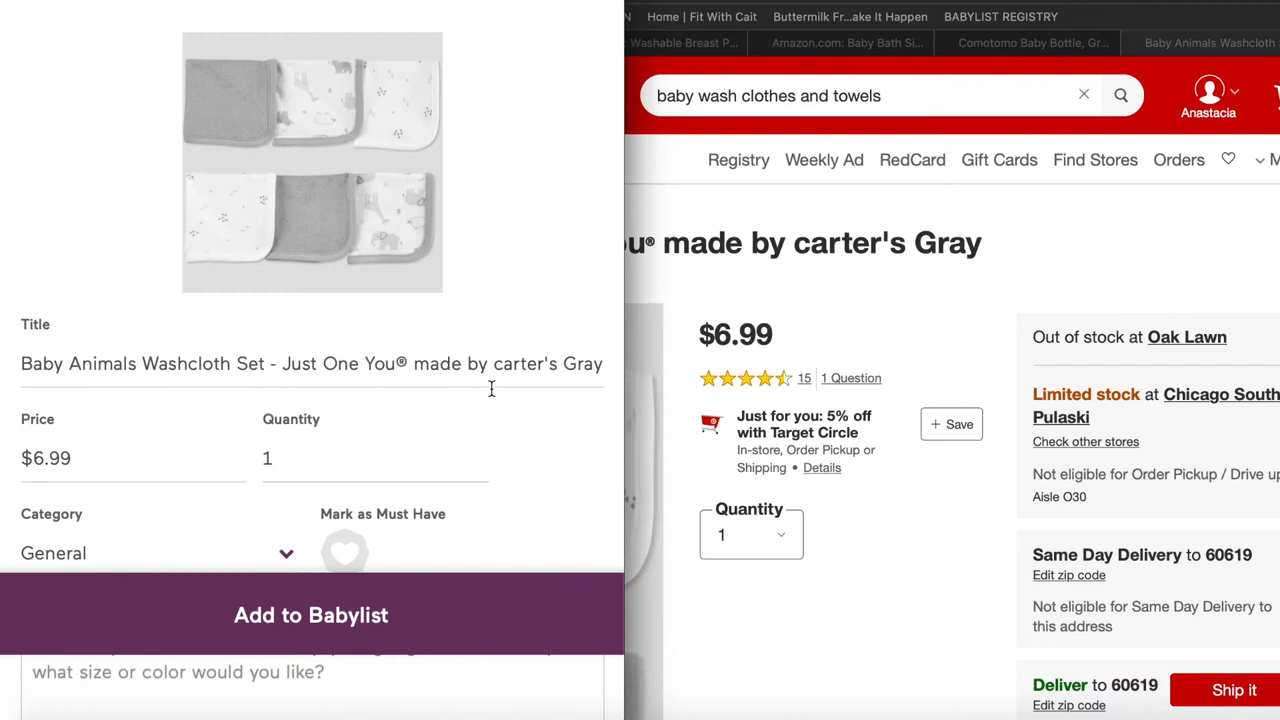 N Home | Fit With Cait Buttermilk Fr...ake It Happen BABYLIST REGISTRY
Washable Breast P... Amazon.com: Baby Bath Si... Comotomo Baby Bottle, Gr... Baby Animals Washcloth
baby wash clothes and towels
Anastacia
Registry Weekly Ad RedCard Gift Cards Find Stores Orders
ou® made by carter's Gray
Title
Baby Animals Washcloth Set - Just One You® made by carter's Gray
Price
Quantity
$6.99
1
Category
Mark as Must Have
General
Add to Babylist
what size or color would you like?
$6.99
15 1 Question
Just for you: 5% off
with Target Circle
In-store, Order Pickup or
Shipping • Details
+ Save
Quantity
1
Out of stock at Oak Lawn
Limited stock at Chicago South
Pulaski
Check other stores
Not eligible for Order Pickup / Drive up
Aisle O30
Same Day Delivery to 60619
Edit zip code
Not eligible for Same Day Delivery to
this address
Deliver to 60619
Edit zip code
Ship it